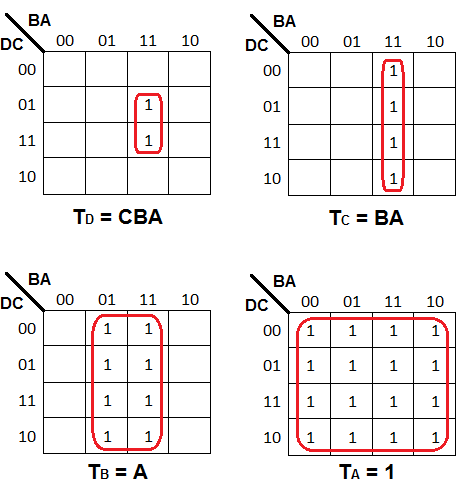 BA
DC 00 01 11 10
00
01 1
11 1
10
TD = CBA
BA
DC 00 01 11 10
00 1
01 1
11 1
10 1
TC = BA
BA
DC 00 01 11 10
00 1 1
01 1 1
11 1 1
10 1 1
TB = A
BA
DC 00 01 11 10
00 1 1 1 1
01 1 1 1 1
11 1 1 1 1
10 1 1 1 1
TA = 1